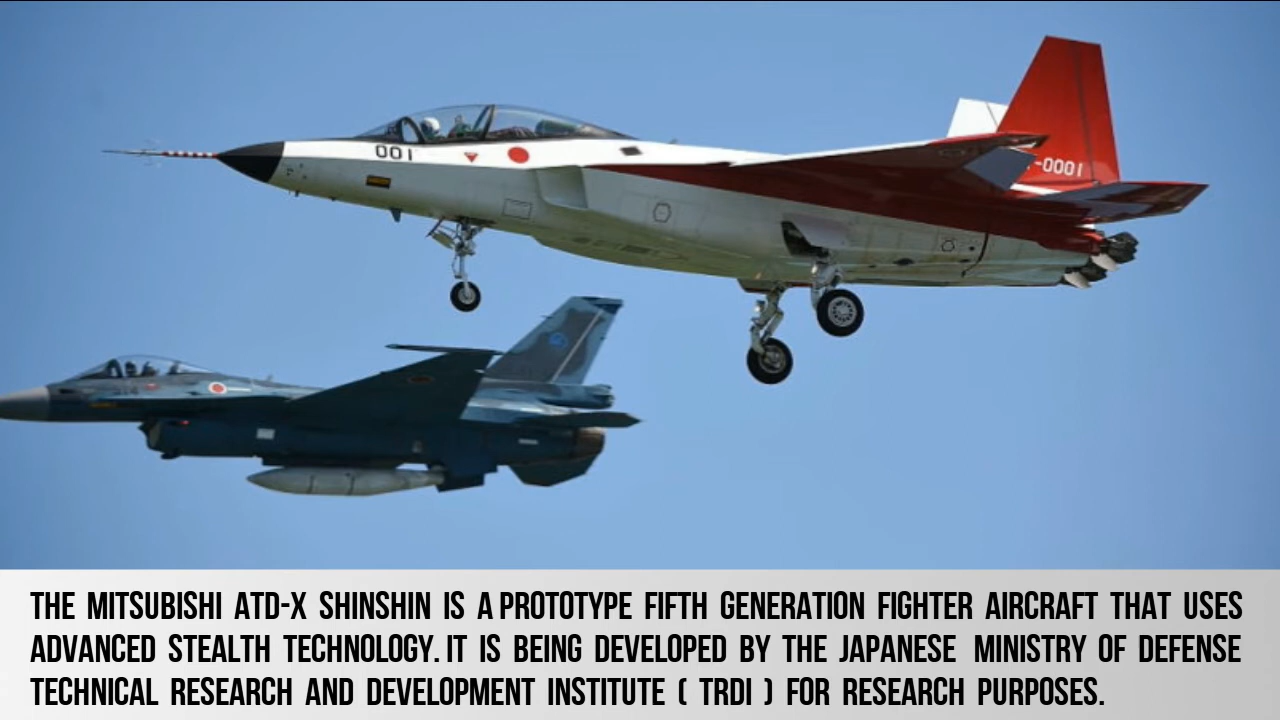 001
-0001
THE MITSUBISHI ATD-X SHINSHIN IS A PROTOTYPE FIFTH GENERATION FIGHTER AIRCRAFT THAT USES
ADVANCED STEALTH TECHNOLOGY. IT IS BEING DEVELOPED BY THE JAPANESE MINISTRY OF DEFENSE
TECHNICAL RESEARCH AND DEVELOPMENT INSTITUTE ( TRDI ) FOR RESEARCH PURPOSES.